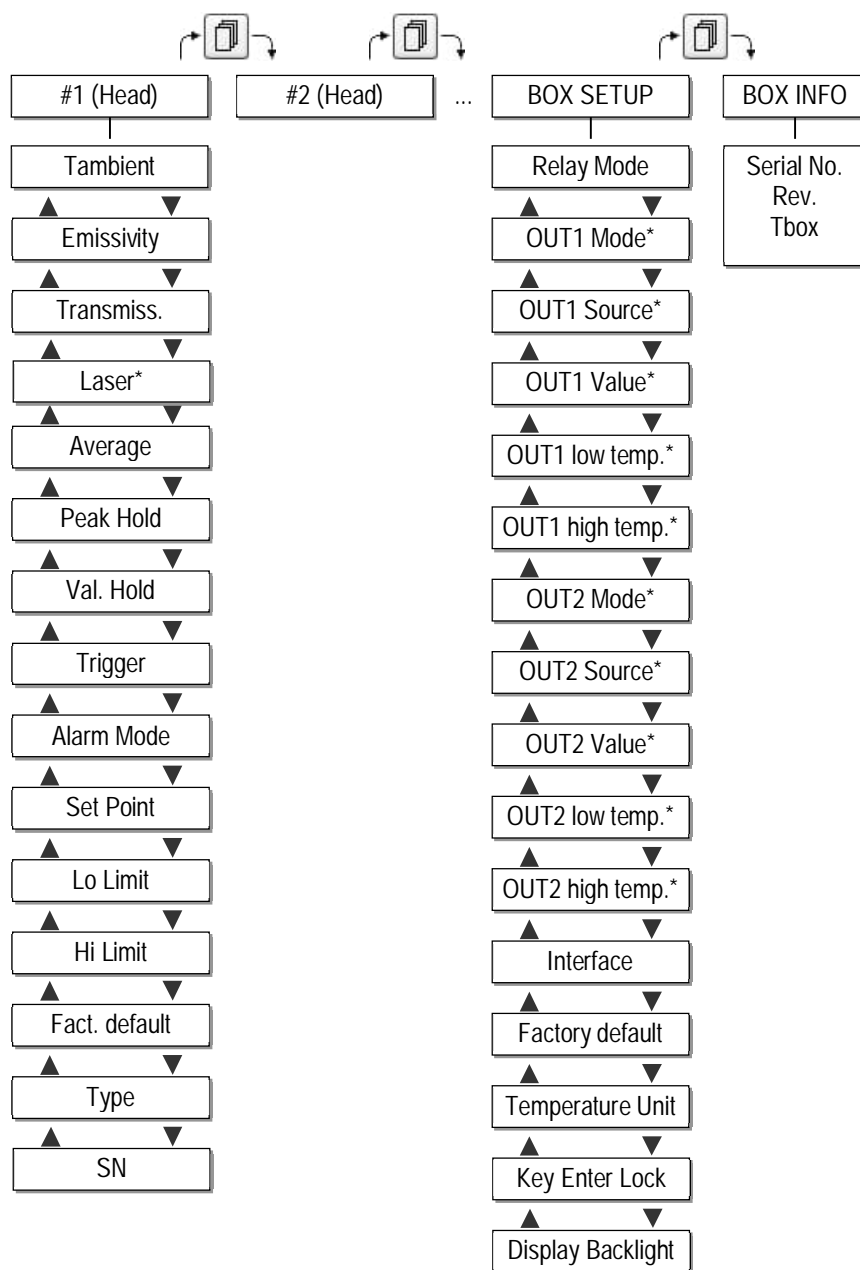 #1 (Head)
#2 (Head)
...
BOX SETUP
BOX INFO
Tambient
Emissivity
Transmiss.
Laser*
Average
Peak Hold
Val. Hold
Trigger
Alarm Mode
Set Point
Lo Limit
Hi Limit
Fact. default
Type
SN
Relay Mode
OUT1 Mode*
OUT1 Source*
OUT1 Value*
OUT1 low temp.*
OUT1 high temp.*
OUT2 Mode*
OUT2 Source*
OUT2 Value*
OUT2 low temp.*
OUT2 high temp.*
Interface
Factory default
Temperature Unit
Key Enter Lock
Display Backlight
Serial No.
Rev.
Tbox